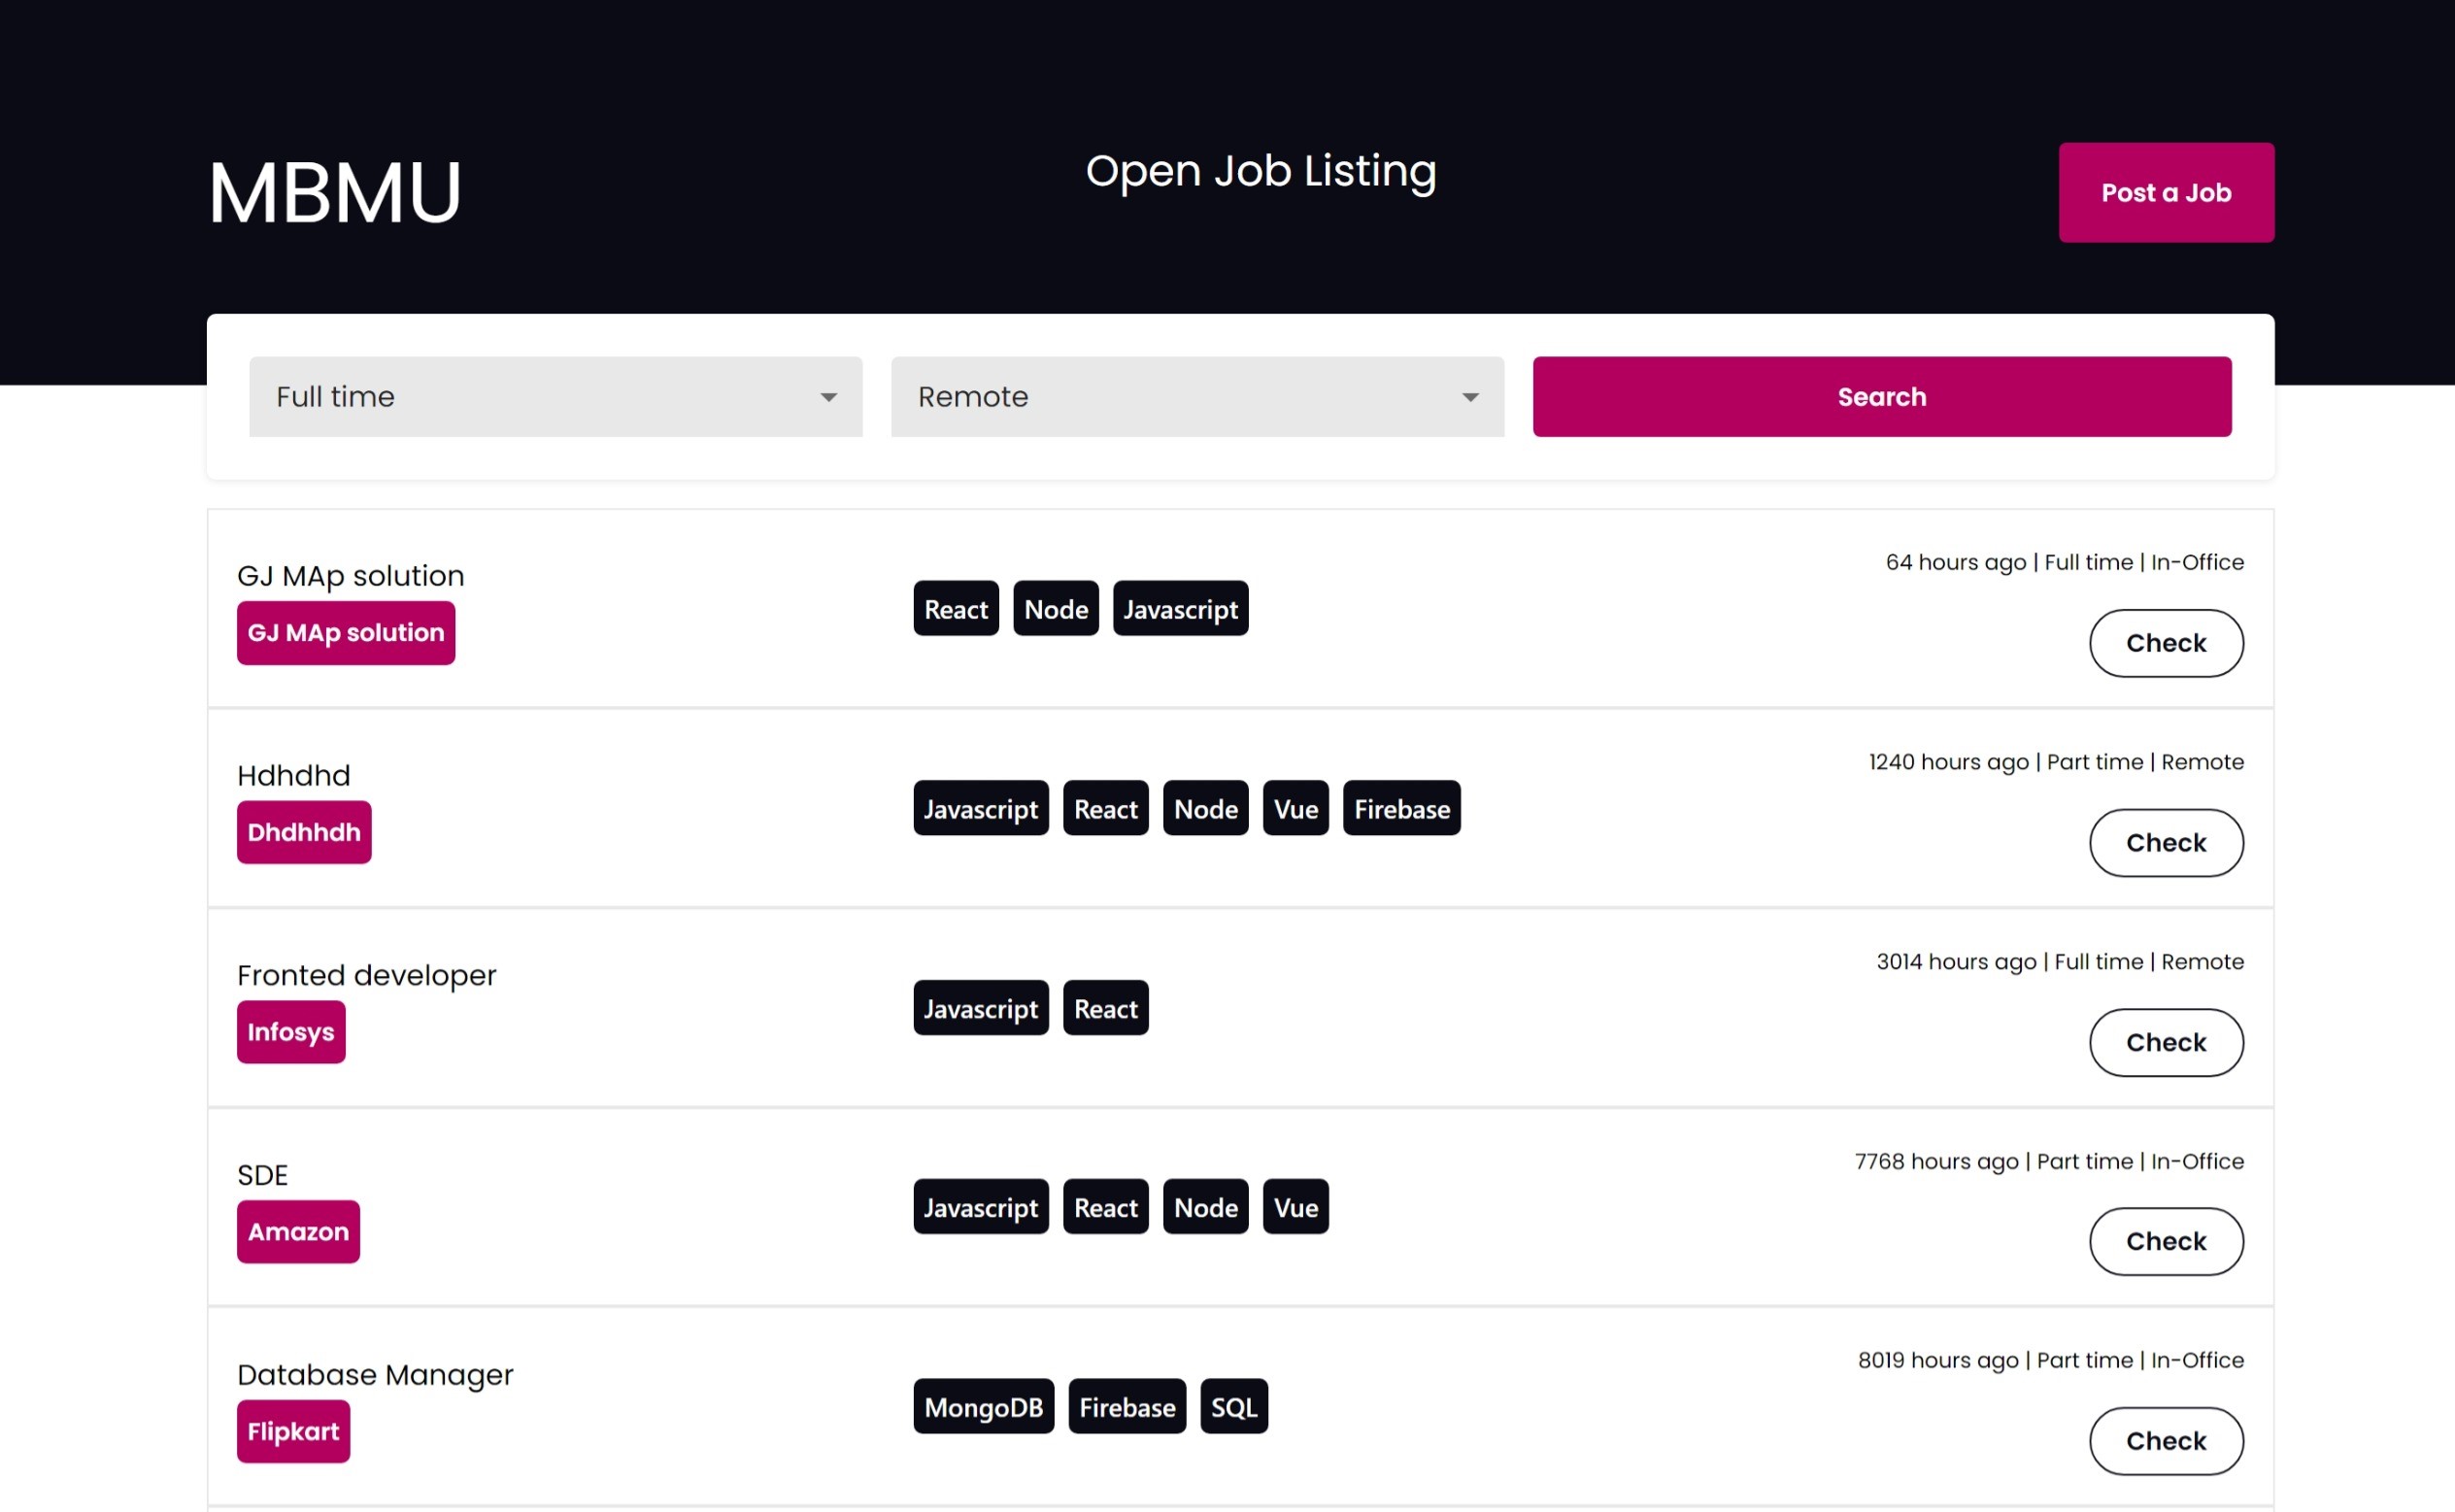 MBMU
Open Job Listing
Post a Job
Full time
Remote
Search
GJ MAp solution
GJ MAp solution
React Node Javascript
64 hours ago | Full time | In-Office
Check
Hdhdhd
Dhdhhdh
Javascript React Node Vue Firebase
1240 hours ago | Part time | Remote
Check
Fronted developer
Infosys
Javascript React
3014 hours ago | Full time | Remote
Check
SDE
Amazon
Javascript React Node Vue
7768 hours ago | Part time | In-Office
Check
Database Manager
Flipkart
MongoDB Firebase SQL
8019 hours ago | Part time | In-Office
Check